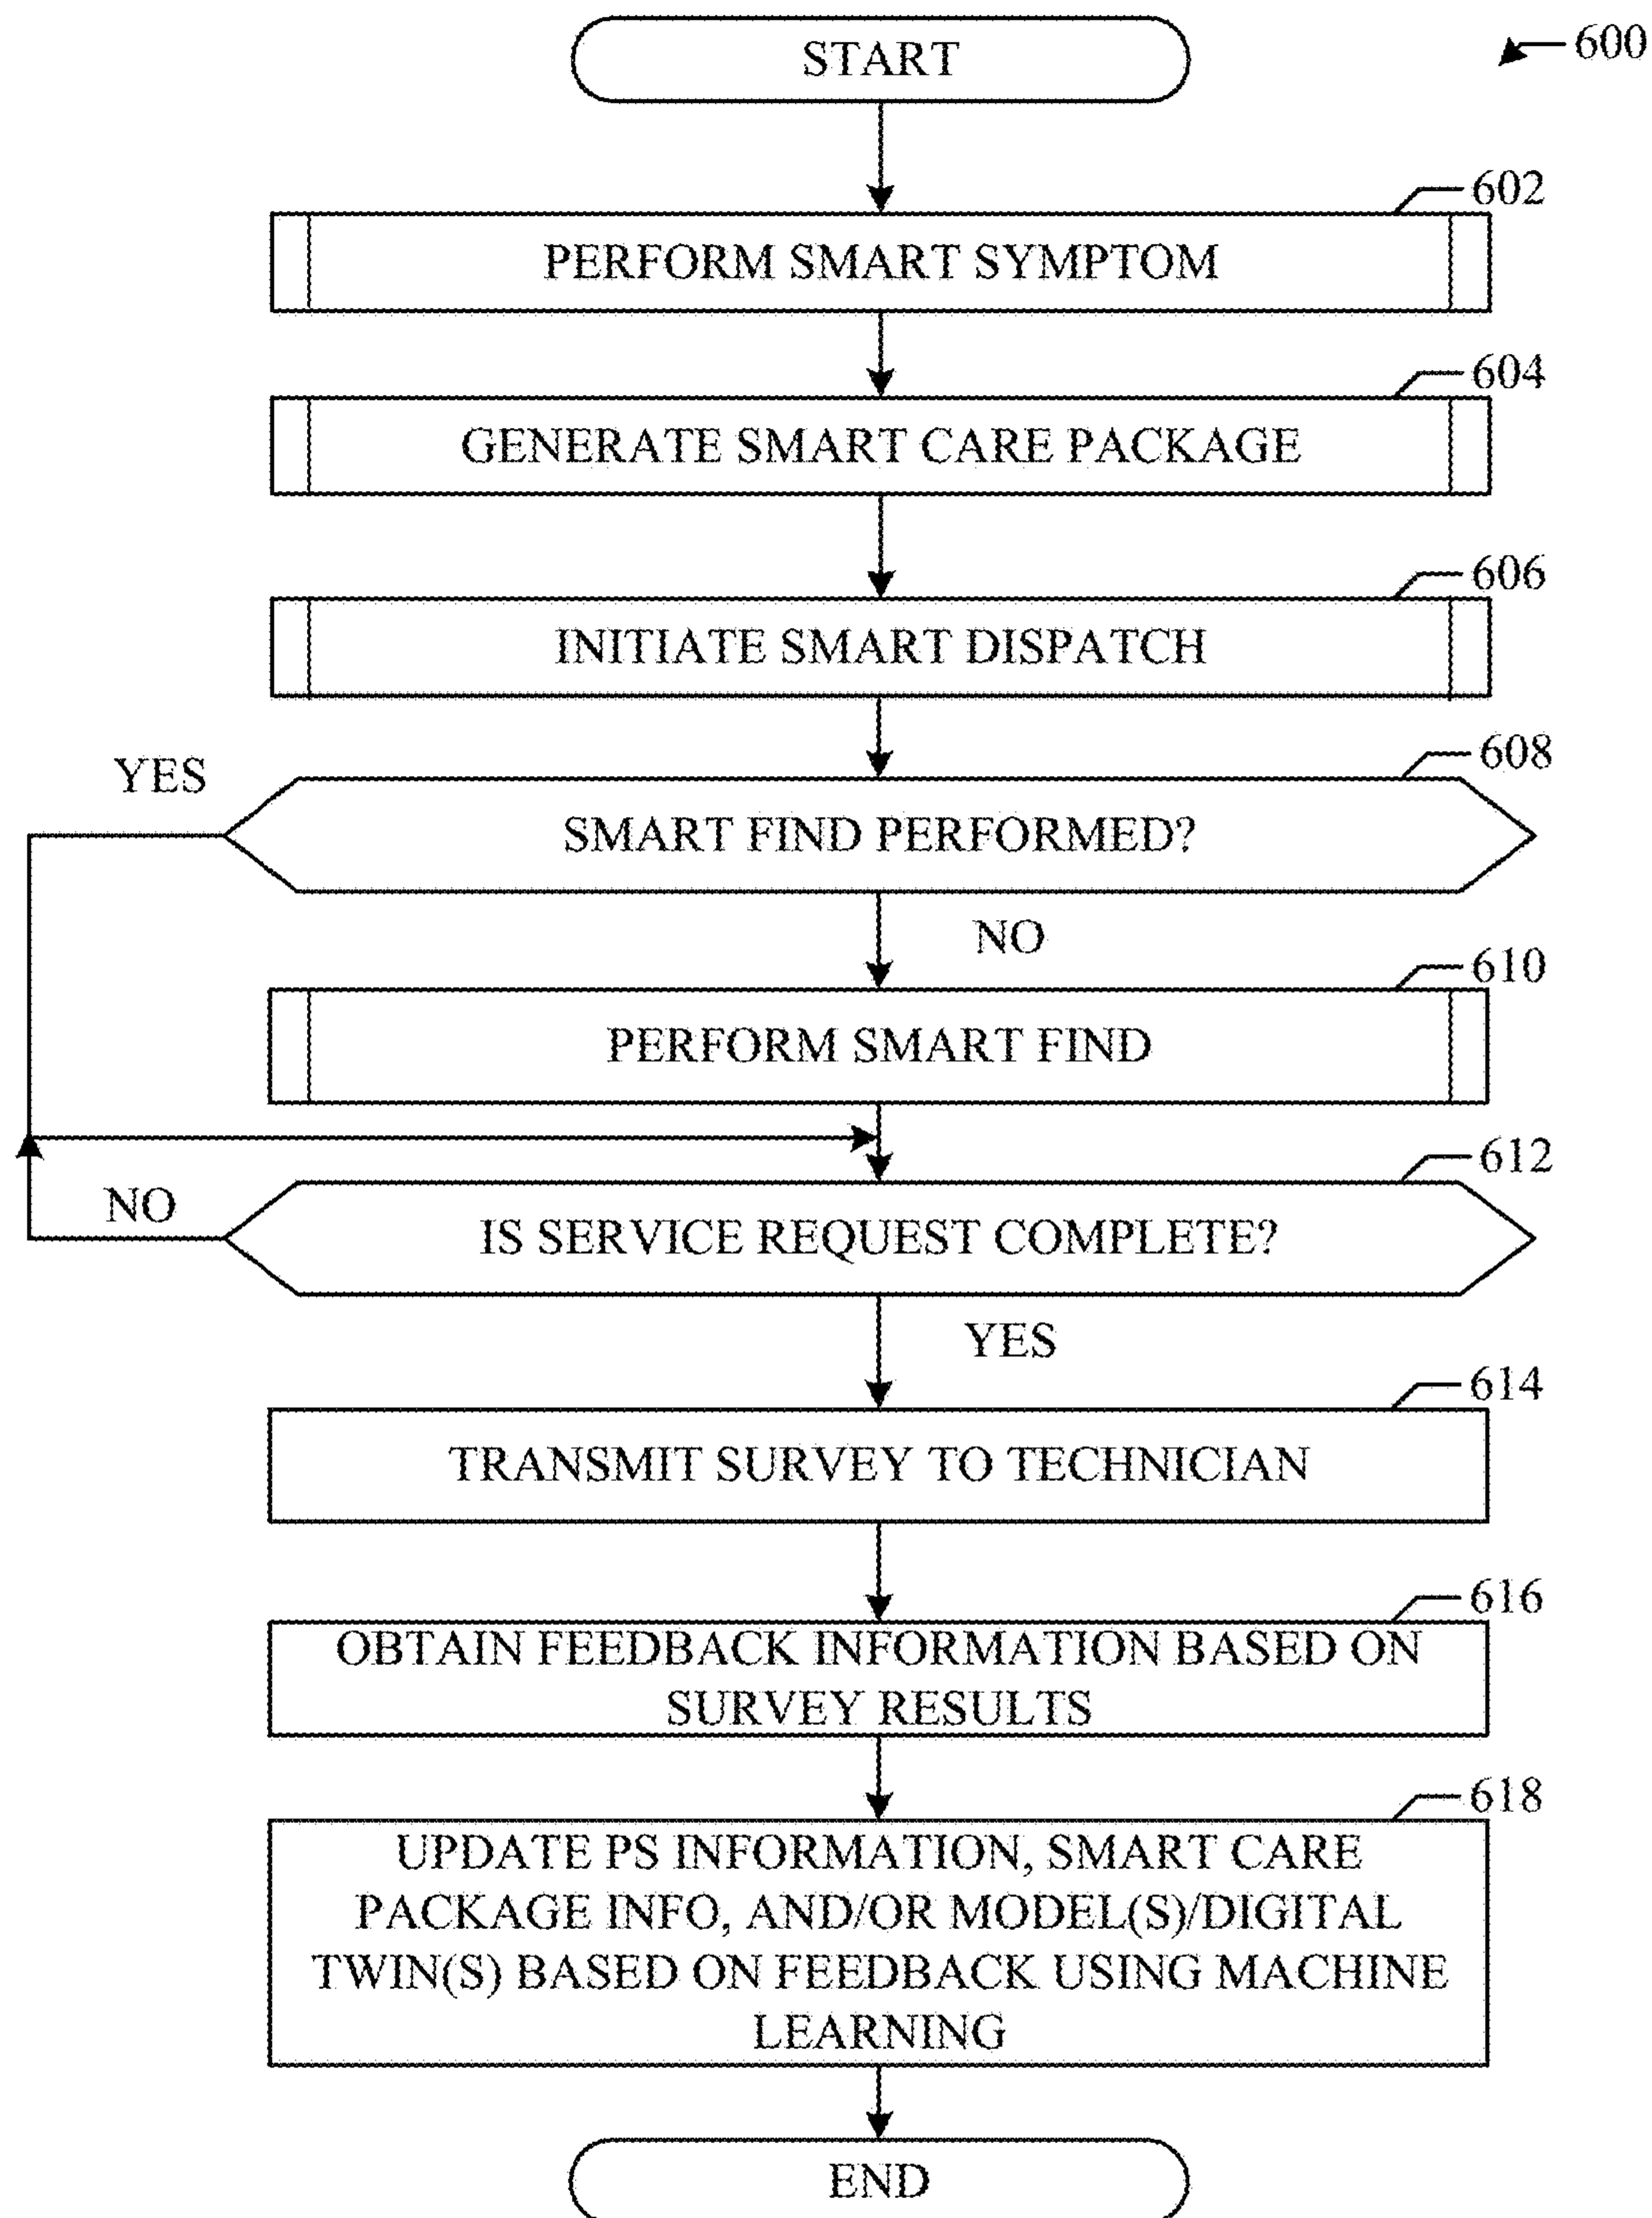 START
600
602
PERFORM SMART SYMPTOM
604
GENERATE SMART CARE PACKAGE
606
INITIATE SMART DISPATCH
608
YES
SMART FIND PERFORMED?
NO
610
PERFORM SMART FIND
612
NO
IS SERVICE REQUEST COMPLETE?
YES
614
TRANSMIT SURVEY TO TECHNICIAN
616
OBTAIN FEEDBACK INFORMATION BASED ON
SURVEY RESULTS
618
UPDATE PS INFORMATION, SMART CARE
PACKAGE INFO, AND/OR MODEL(S)/DIGITAL
TWIN(S) BASED ON FEEDBACK USING MACHINE
LEARNING
END